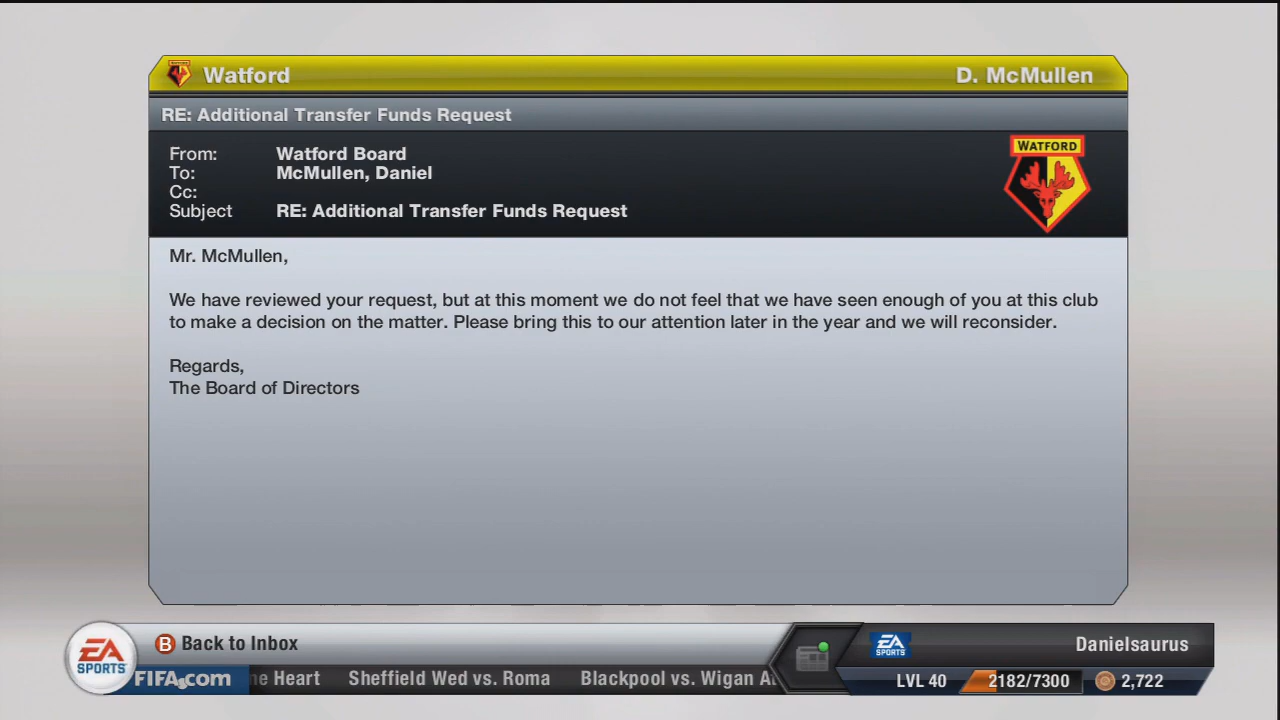 Watford
D. McMullen
RE: Additional Transfer Funds Request
From: Watford Board
To: McMullen, Daniel
Cc:
Subject RE: Additional Transfer Funds Request
WATFORD
Mr. McMullen,
We have reviewed your request, but at this moment we do not feel that we have seen enough of you at this club
to make a decision on the matter. Please bring this to our attention later in the year and we will reconsider.
Regards,
The Board of Directors
B Back to Inbox
EA SPORTS
Danielsaurus
EA
SPORTS
FIFA.com
Heart Sheffield Wed vs. Roma Blackpool vs. Wigan
LVL 40 2182/7300 2,722